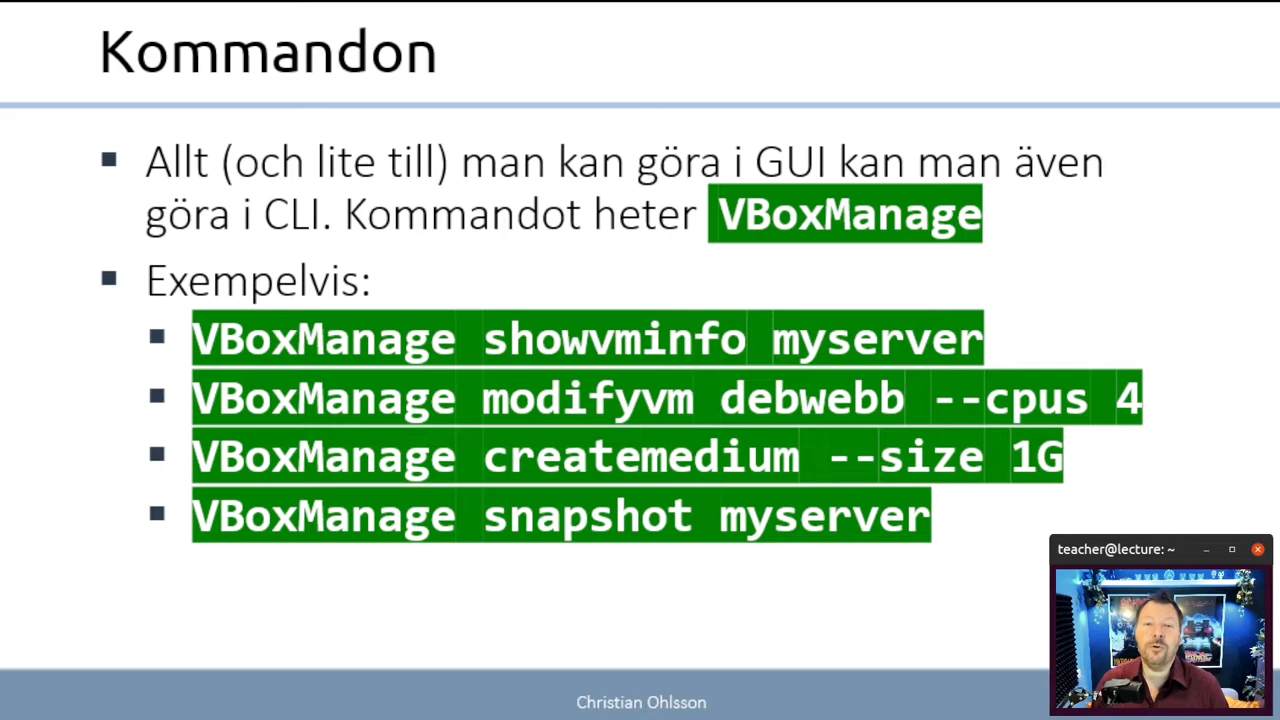 Kommandon
Allt (och lite till) man kan göra i GUI kan man även
göra i CLI. Kommandot heter VBoxManage
Exempelvis:
VBoxManage showvminfo myserver
VBoxManage modifyvm debwebb --cpus 4
VBoxManage createmedium --size 1G
VBoxManage snapshot myserver
teacher@lecture: ~
Christian Ohlsson